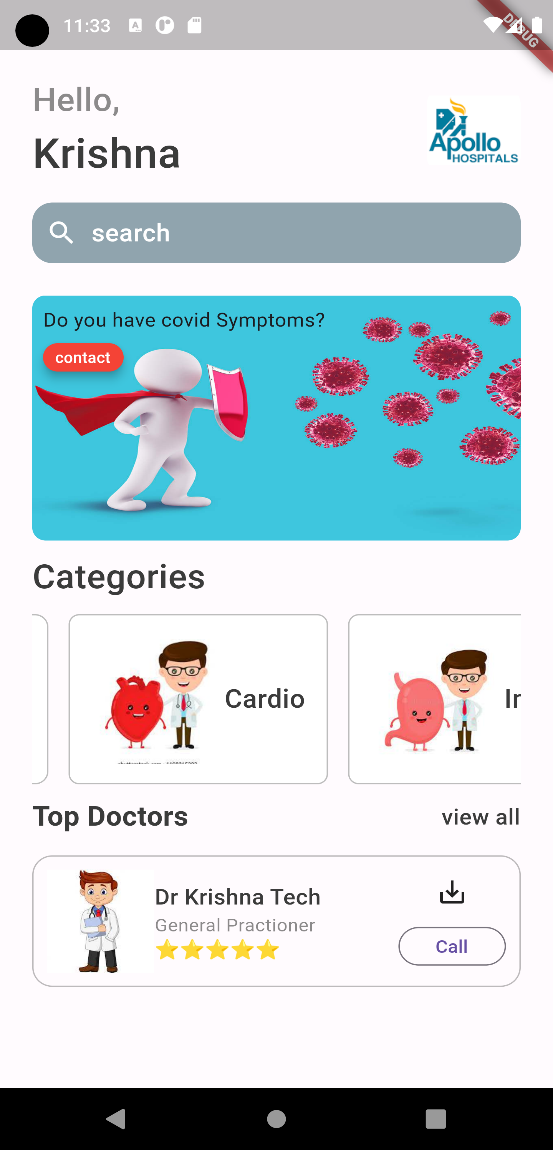 11:33
DEBUG
Hello,
Krishna
Apollo
HOSPITALS
search
Do you have covid Symptoms?
contact
Categories
Cardio
Top Doctors
view all
Dr Krishna Tech
General Practioner
Call